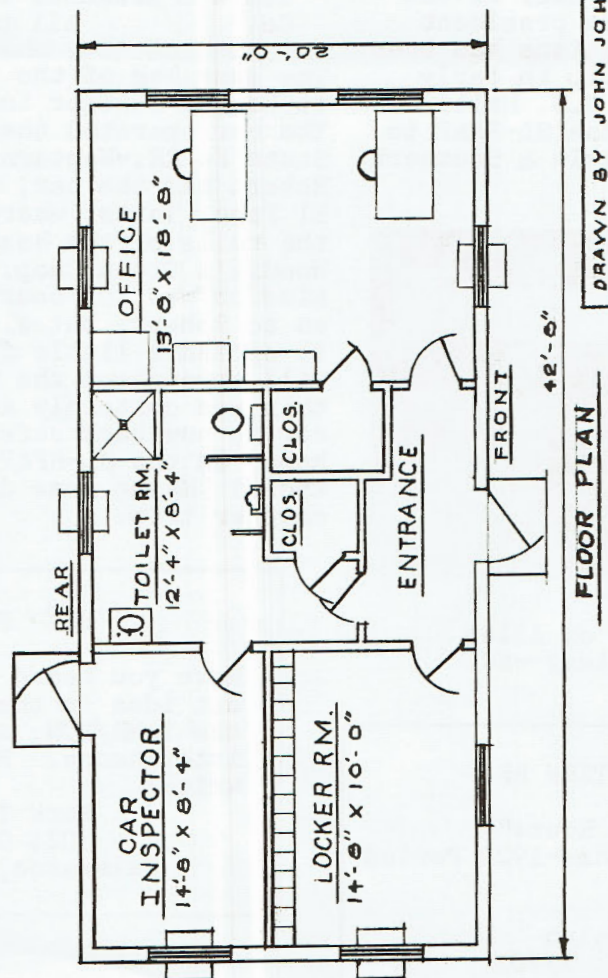 REAR
CAR
INSPECTOR
14'-8" X 8'-4"
TOILET RM.
12'-4" X 8'-4"
OFFICE
13'-8" X 18'-8"
20'-0"
CLOS.
CLOS.
LOCKER RM.
14'-8" X 10'-0"
ENTRANCE
FRONT
42'-8"
FLOOR PLAN
DRAWN BY JOHN JOH